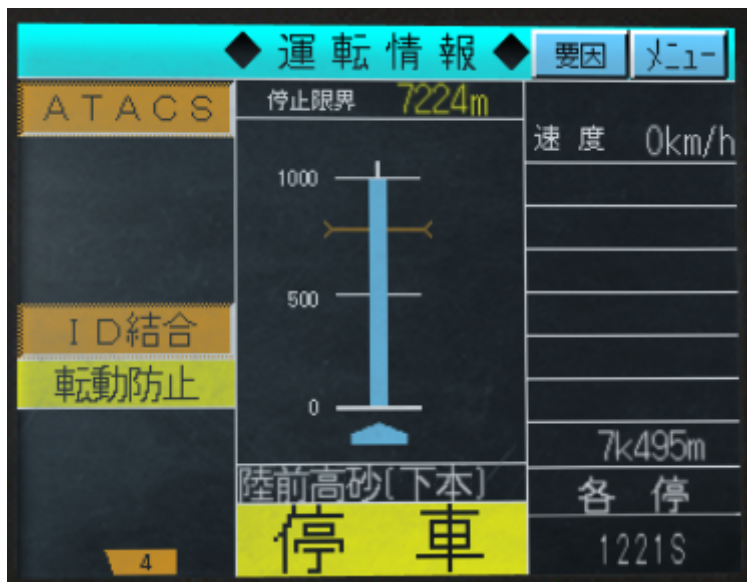 ◆運転情報◆ 要因 メニュー
ATACS
停止限界 7224m
速度 0km/h
1000
500
ID結合
転動防止
0
7k495m
陸前高砂(下本)
各停
停車
4
1221S